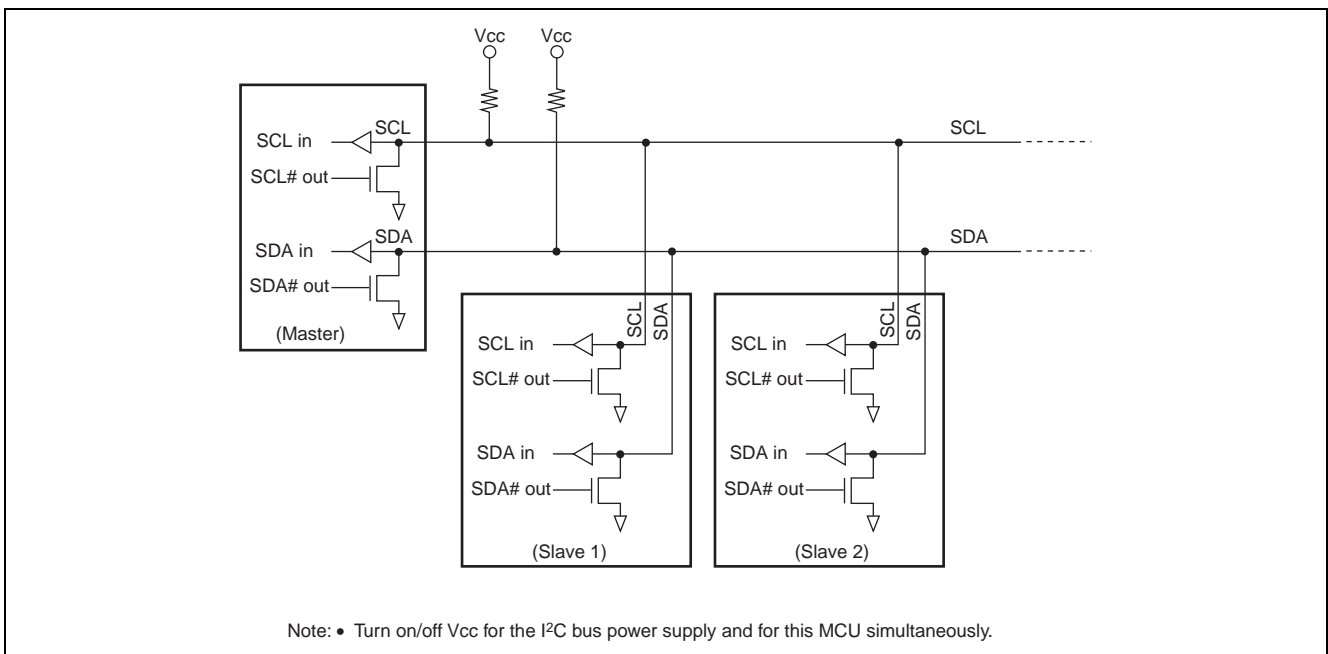 Vcc Vcc
SCL in SCL SCL
SCL# out
SDA in SDA SDA
SDA# out
(Master)
SCL SDA SCL SDA
SCL in SCL in
SCL# out SCL# out
SDA in SDA in
SDA# out SDA# out
(Slave 1) (Slave 2)
Note: • Turn on/off Vcc for the I²C bus power supply and for this MCU simultaneously.